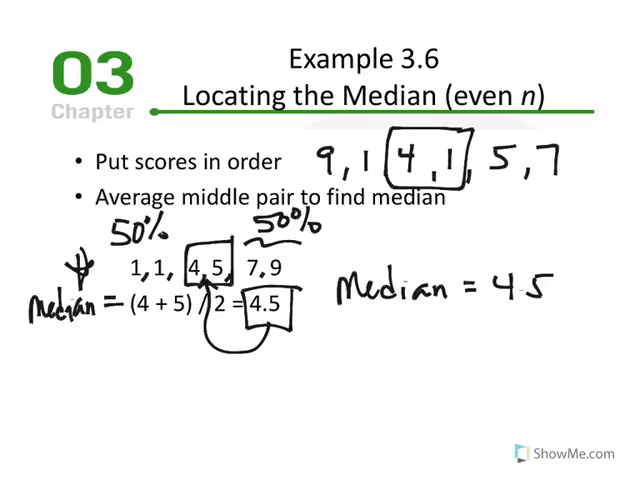 03
Chapter
Example 3.6
Locating the Median (even n)
• Put scores in order 9, 1, 4, 1, 5, 7
• Average middle pair to find median
50% 50%
1, 1, 4, 5, 7, 9
Median = (4 + 5) / 2 = 4.5
Median = 4.5
ShowMe.com